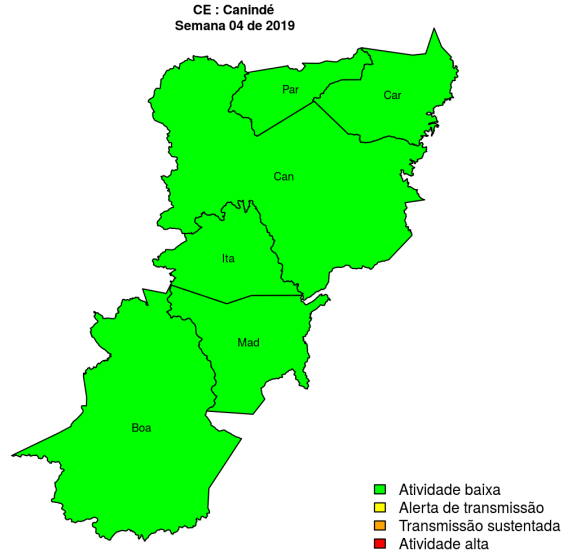 CE : Canindé
Semana 04 de 2019
Par
Car
Can
Ita
Mad
Boa
Atividade baixa
Alerta de transmissão
Transmissão sustentada
Atividade alta